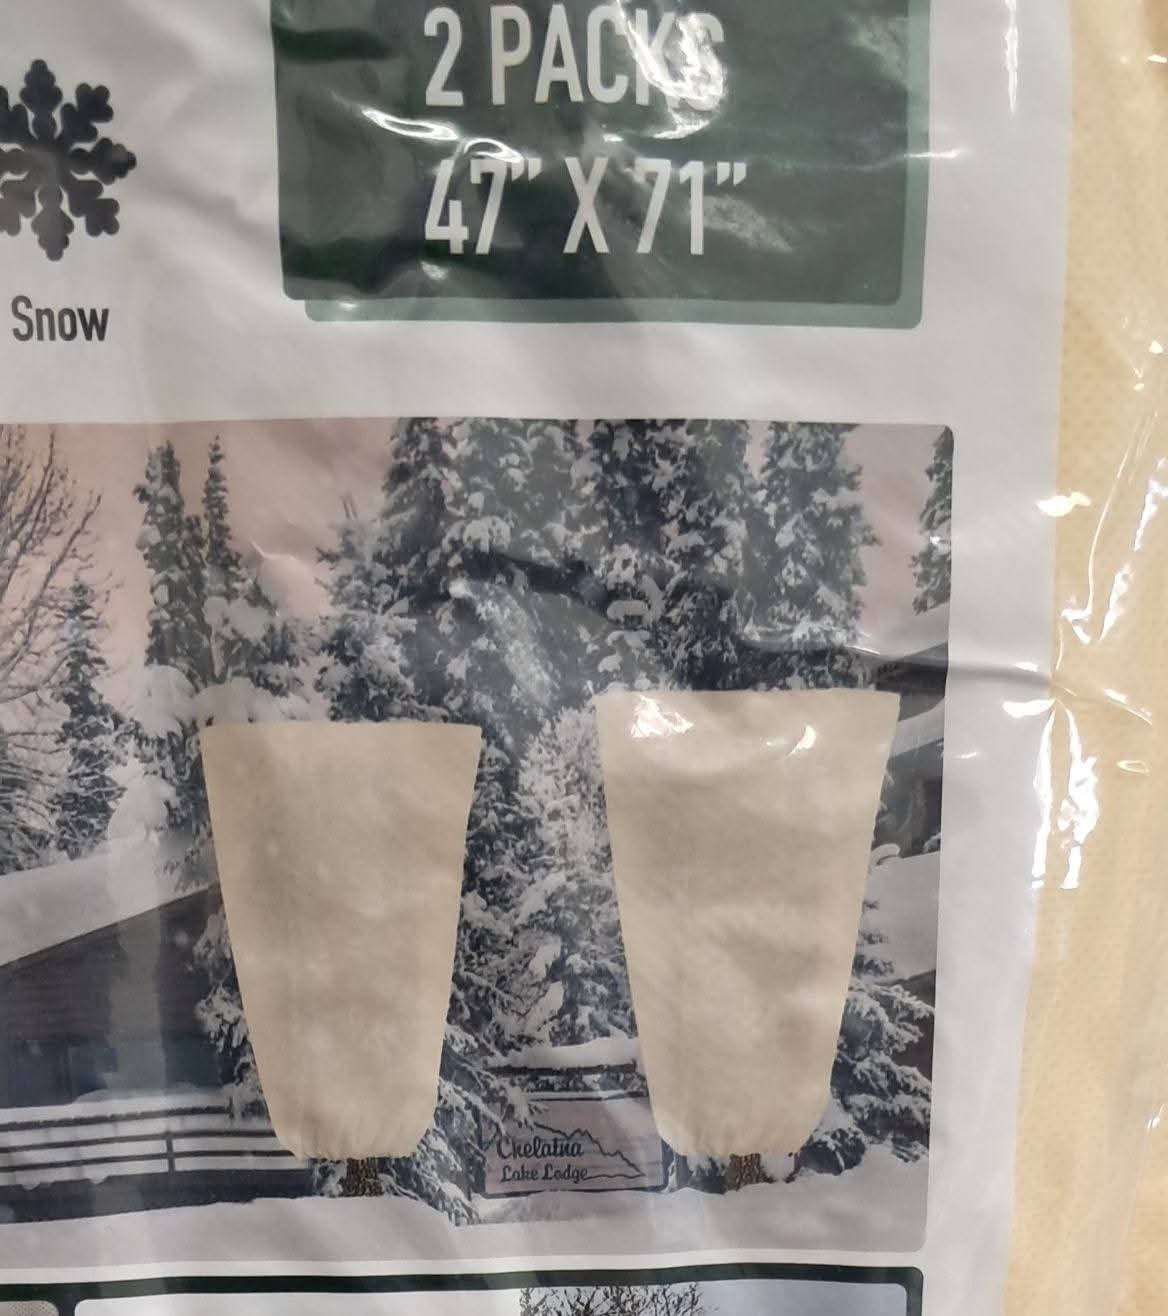 2 PACKS
47" X 71"
Snow
Chelatna
Lake Lodge